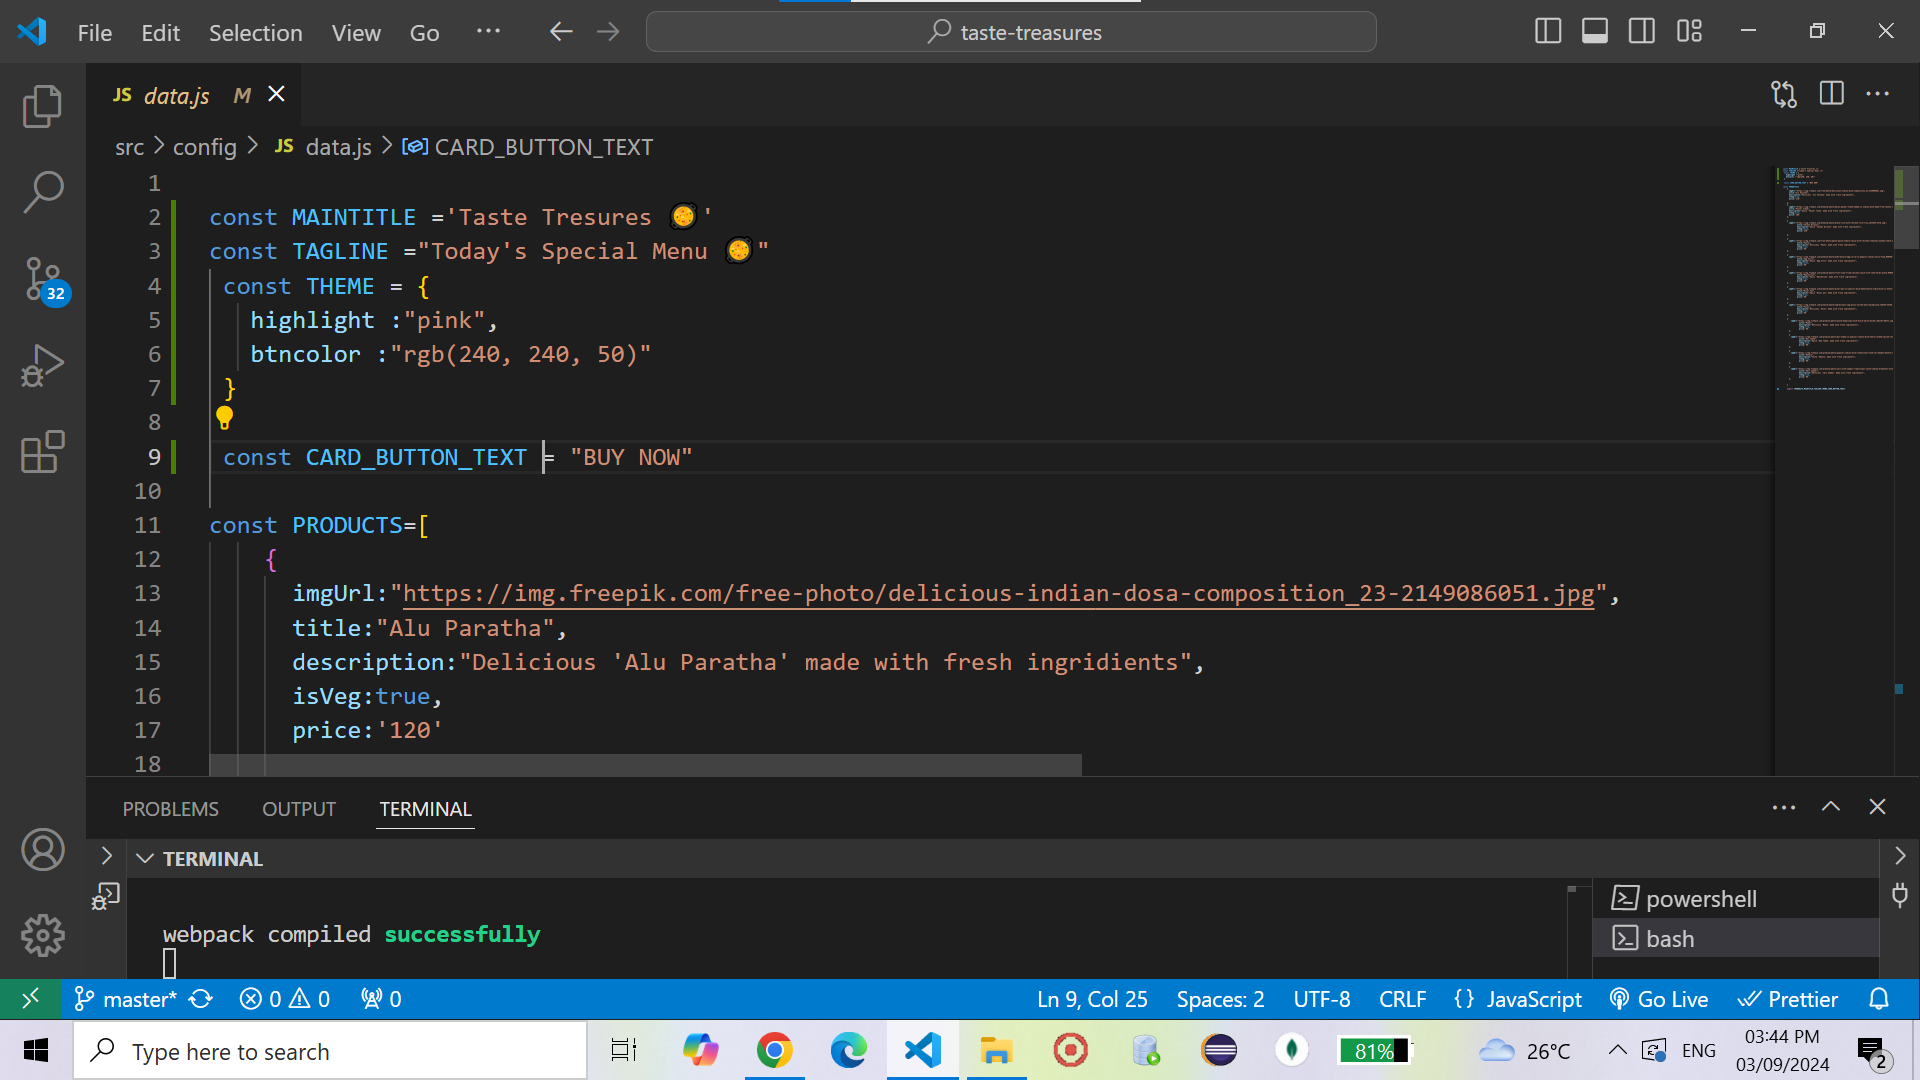 File Edit Selection View Go ··· taste-treasures
JS data.js M
src > config > JS data.js > CARD_BUTTON_TEXT
1
2 const MAINTITLE ='Taste Tresures 🥘'
3 const TAGLINE ="Today's Special Menu 🥘"
4 const THEME = {
5 highlight :"pink",
6 btncolor :"rgb(240, 240, 50)"
7 }
8
9 const CARD_BUTTON_TEXT = "BUY NOW"
10
11 const PRODUCTS=[
12 {
13 imgUrl:"https://img.freepik.com/free-photo/delicious-indian-dosa-composition_23-2149086051.jpg",
14 title:"Alu Paratha",
15 description:"Delicious 'Alu Paratha' made with fresh ingridients",
16 isVeg:true,
17 price:'120'
18
32
PROBLEMS OUTPUT TERMINAL
TERMINAL
webpack compiled successfully
powershell
bash
master* 0 0 0 Ln 9, Col 25 Spaces: 2 UTF-8 CRLF {} JavaScript Go Live Prettier
Type here to search 81% 26°C ENG 03:44 PM
03/09/2024 2